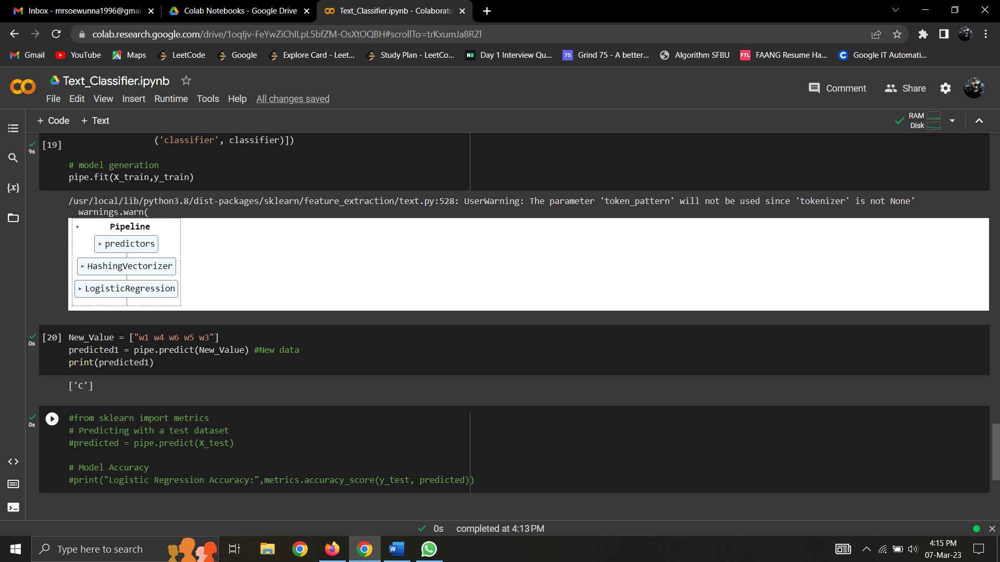 Inbox - mrsoewunna1996@gmai
Colab Notebooks - Google Drive
Text_Classifier.ipynb - Colaborato
colab.research.google.com/drive/1oqIjv-FeYwZiChILpL5bfZM-OsXtOQBH#scrollTo=trKxumJa8RZl
Gmail
YouTube
Maps
LeetCode
Google
Explore Card - Leet...
Study Plan - LeetCo...
Day 1 Interview Qu...
75
Grind 75 - A better...
Algorithm SFBU
FTL
FAANG Resume Ha...
Google IT Automati...
Text_Classifier.ipynb
File Edit View Insert Runtime Tools Help All changes saved
Comment
Share
+ Code + Text
RAM
Disk
9s
[19]
('classifier', classifier)])
# model generation
pipe.fit(X_train,y_train)
/usr/local/lib/python3.8/dist-packages/sklearn/feature_extraction/text.py:528: UserWarning: The parameter 'token_pattern' will not be used since 'tokenizer' is not None'
warnings.warn(
Pipeline
predictors
HashingVectorizer
LogisticRegression
0s
[20] New_Value = ["w1 w4 w6 w5 w3"]
predicted1 = pipe.predict(New_Value) #New data
print(predicted1)
['C']
0s
#from sklearn import metrics
# Predicting with a test dataset
#predicted = pipe.predict(X_test)
# Model Accuracy
#print("Logistic Regression Accuracy:",metrics.accuracy_score(y_test, predicted))
{x}
0s completed at 4:13 PM
Type here to search
4:15 PM
07-Mar-23